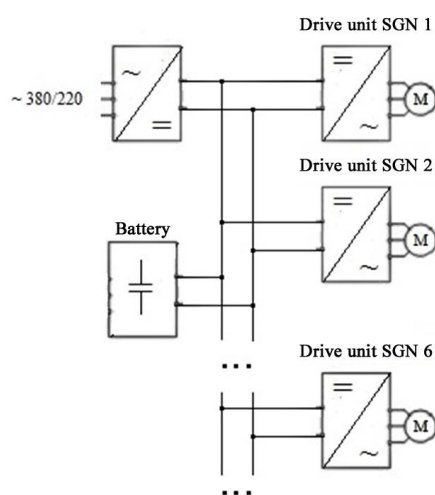 Drive unit SGN 1
~
=
=
~
~ 380/220
M
Drive unit SGN 2
=
~
M
Battery
...
Drive unit SGN 6
=
~
M
...